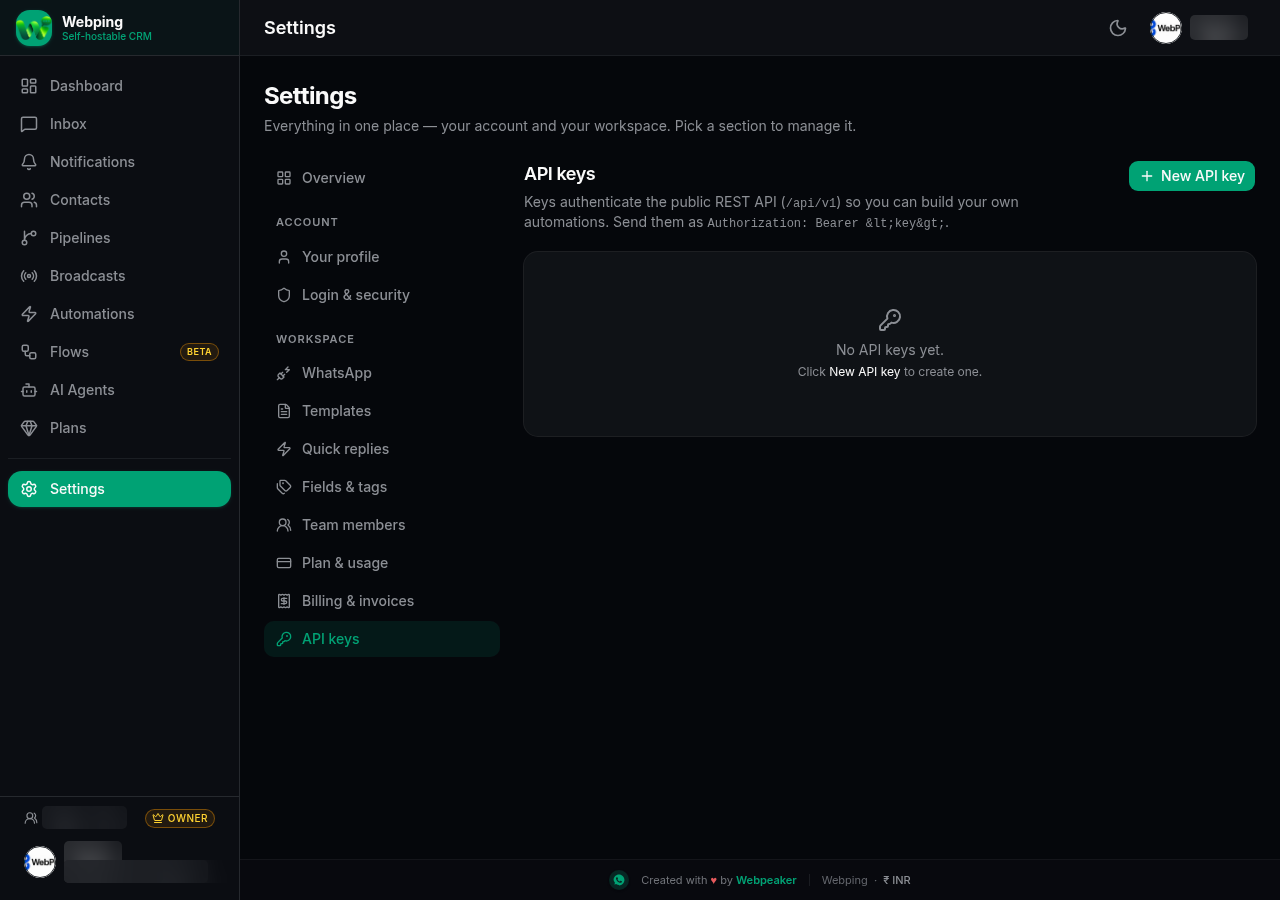 Webping
Self-hostable CRM
Dashboard
Inbox
Notifications
Contacts
Pipelines
Broadcasts
Automations
Flows
BETA
AI Agents
Plans
Settings
OWNER
WebP
Settings
WebP
Settings
Everything in one place — your account and your workspace. Pick a section to manage it.
Overview
ACCOUNT
Your profile
Login & security
WORKSPACE
WhatsApp
Templates
Quick replies
Fields & tags
Team members
Plan & usage
Billing & invoices
API keys
API keys
New API key
Keys authenticate the public REST API (/api/v1) so you can build your own
automations. Send them as Authorization: Bearer &lt;key&gt;.
No API keys yet.
Click New API key to create one.
Created with ♥ by Webpeaker
Webping · ₹ INR